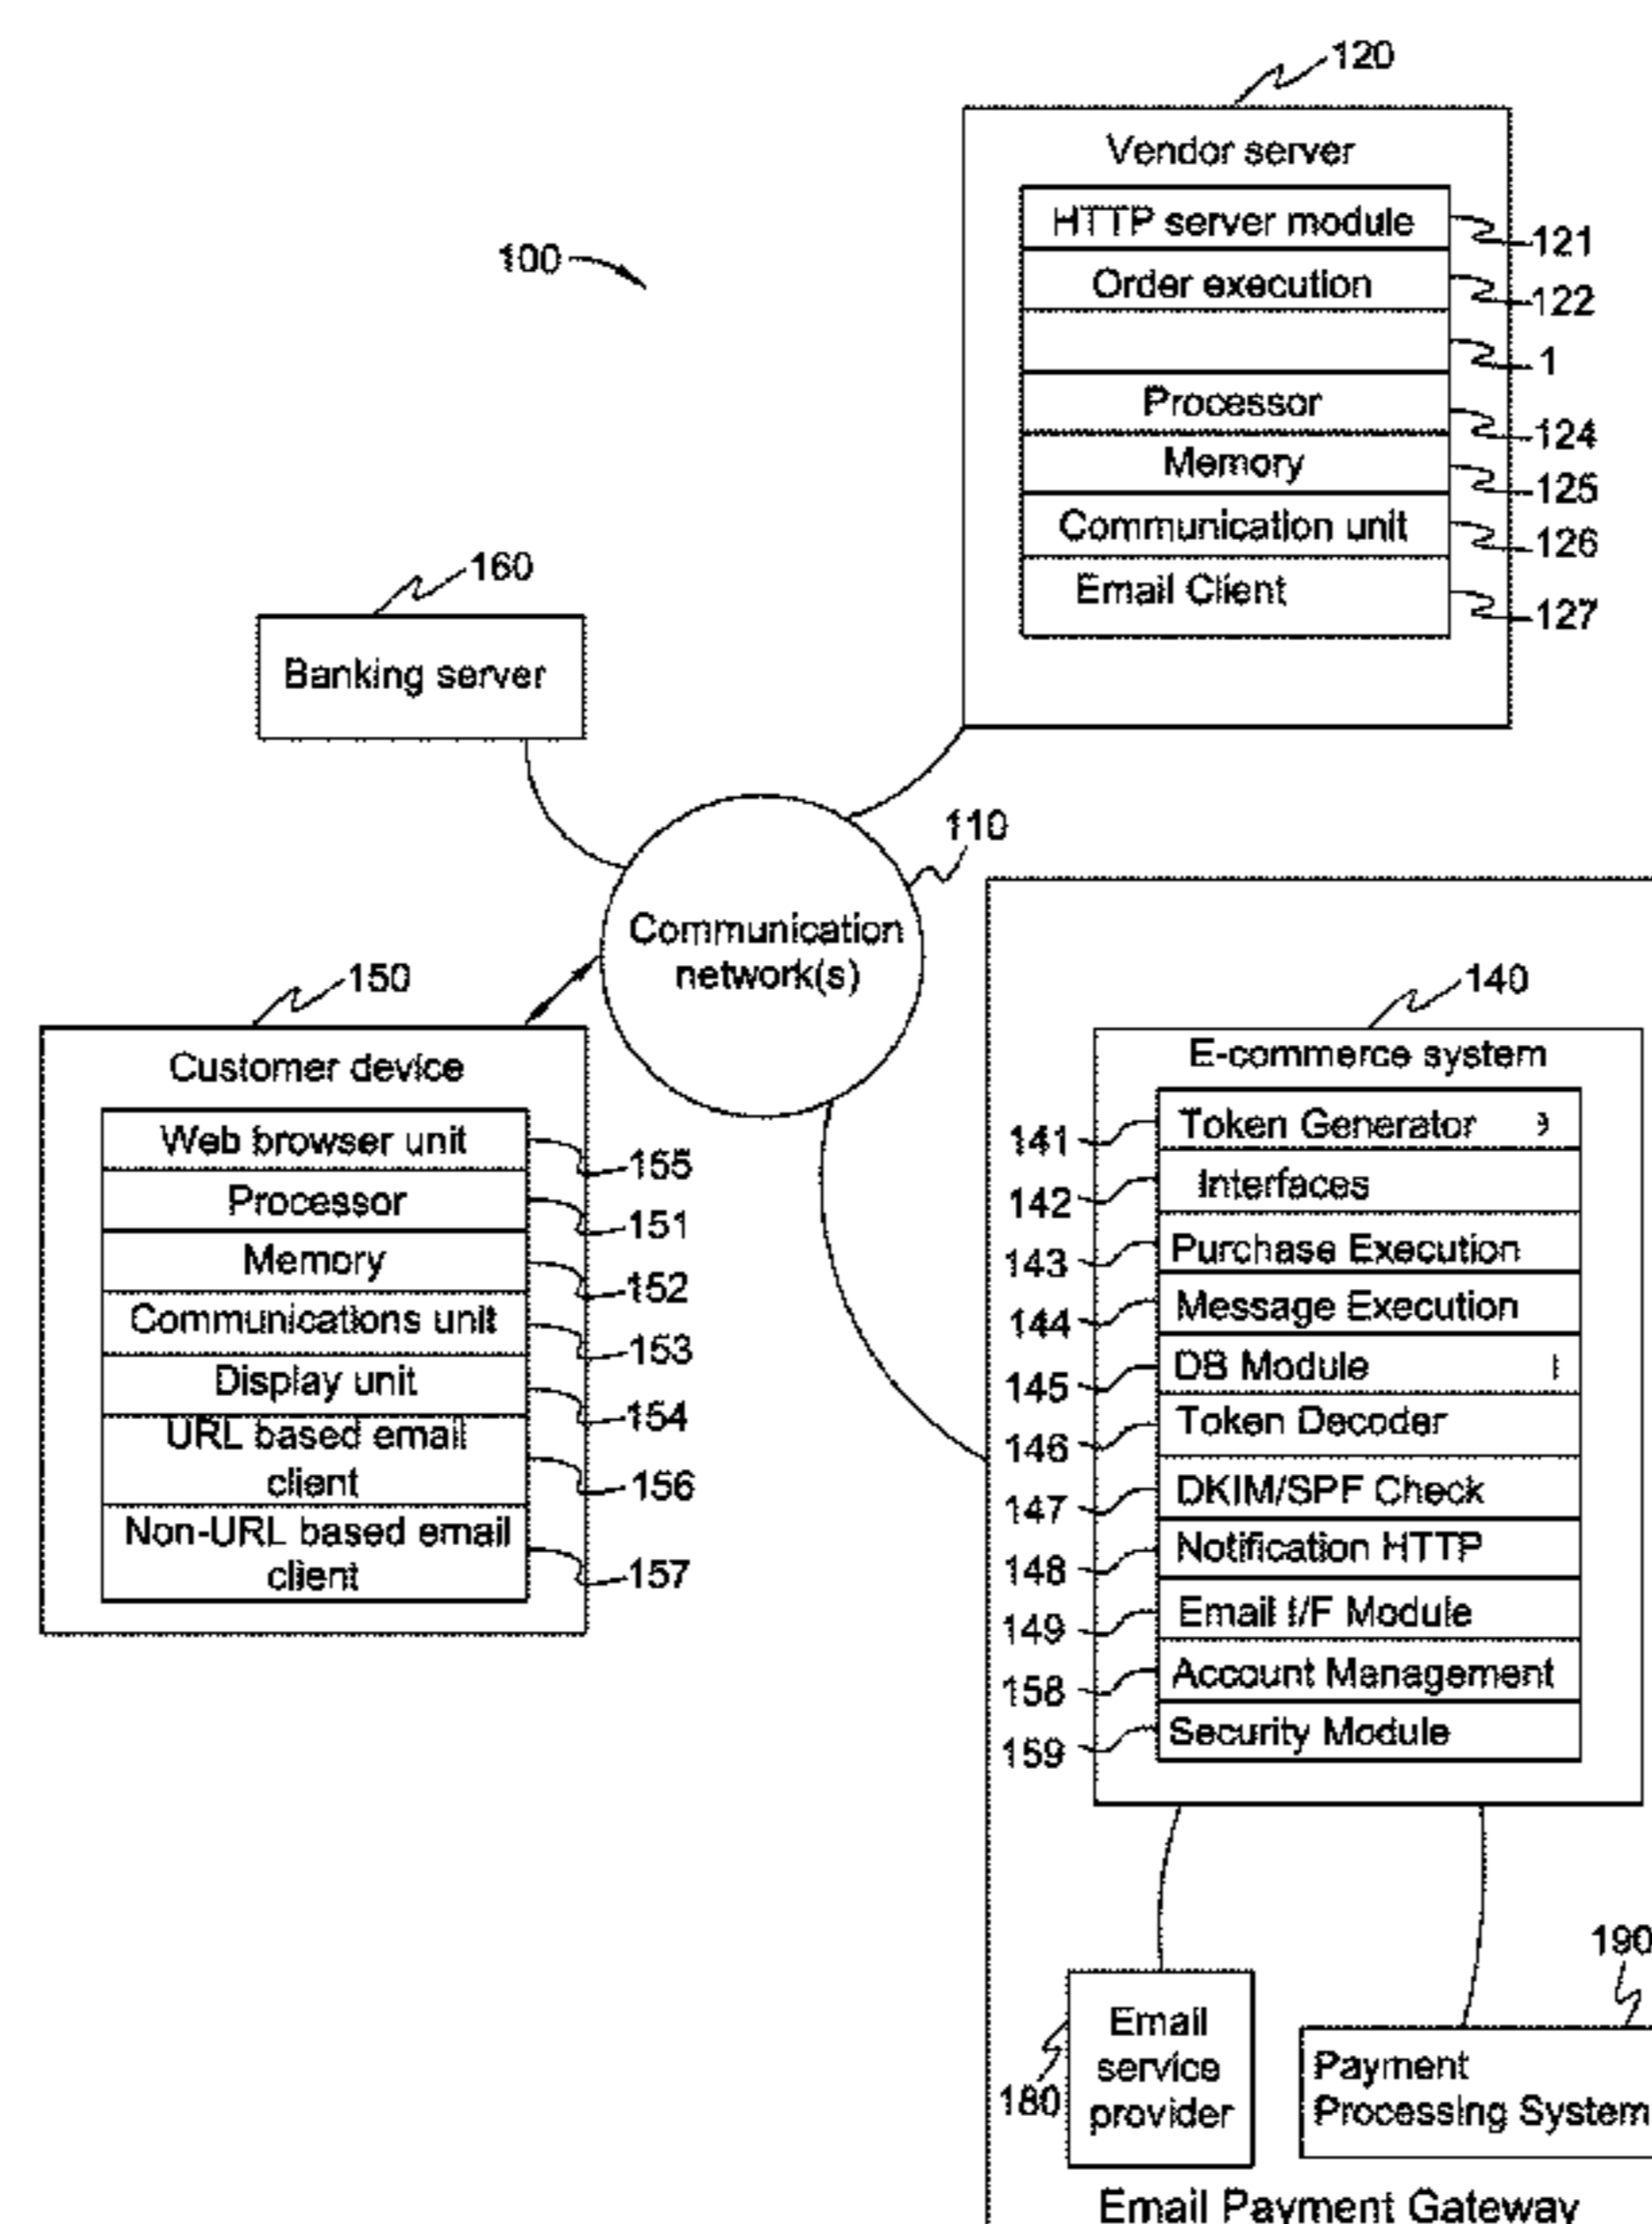 120
Vendor server
HTTP server module
121
100
Order execution
122
1
Processor
124
Memory
125
Communication unit
126
Email Client
127
160
Banking server
110
Communication
network(s)
150
Customer device
Web browser unit
155
Processor
151
Memory
152
Communications unit
153
Display unit
154
URL based email
client
156
Non-URL based email
client
157
140
E-commerce system
141
Token Generator
142
Interfaces
143
Purchase Execution
144
Message Execution
145
DB Module
146
Token Decoder
147
DKIM/SPF Check
148
Notification HTTP
149
Email I/F Module
158
Account Management
159
Security Module
190
180
Email
service
provider
Payment
Processing System
Email Payment Gateway